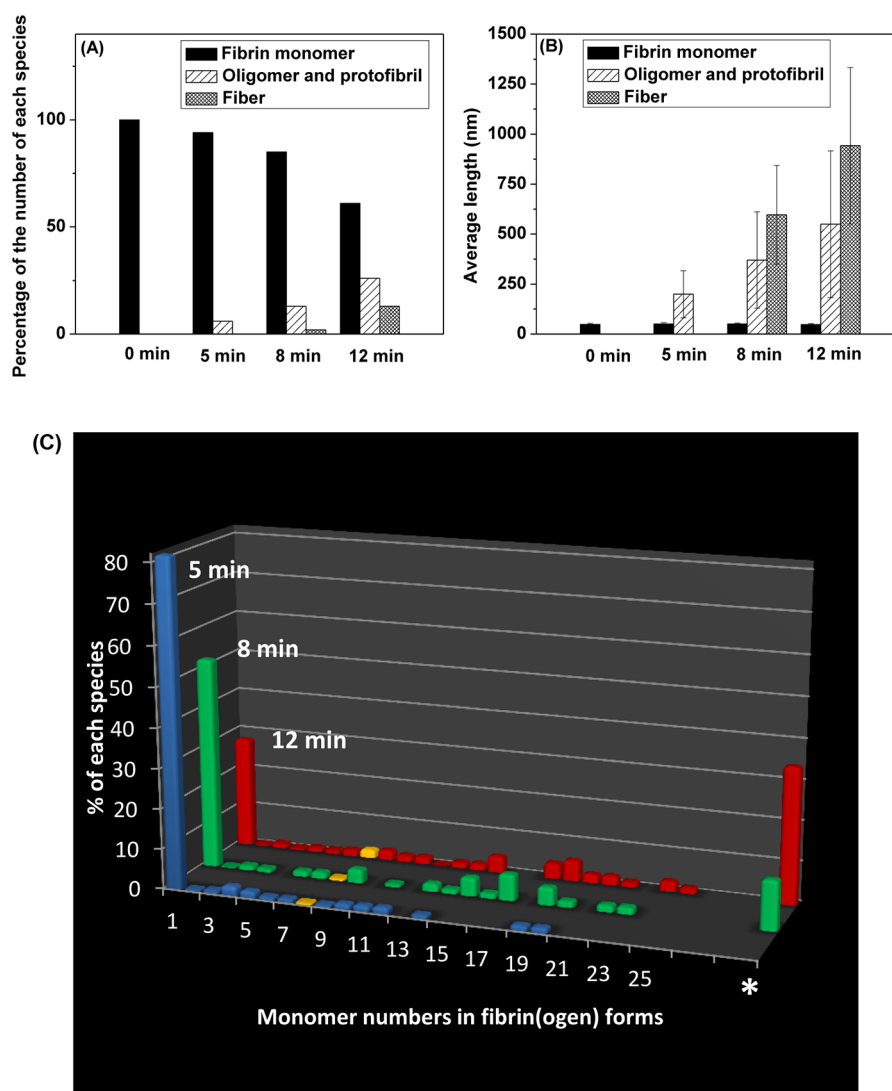 (A)
Fibrin monomer
Oligomer and protofibril
Fiber
Percentage of the number of each species
100
50
0
0 min 5 min 8 min 12 min
(B)
Fibrin monomer
Oligomer and protofibril
Fiber
Average length (nm)
1500
1250
1000
750
500
250
0
0 min 5 min 8 min 12 min
(C)
% of each species
80
70
60
50
40
30
20
10
0
5 min
8 min
12 min
1 3 5 7 9 11 13 15 17 19 21 23 25 *
Monomer numbers in fibrin(ogen) forms